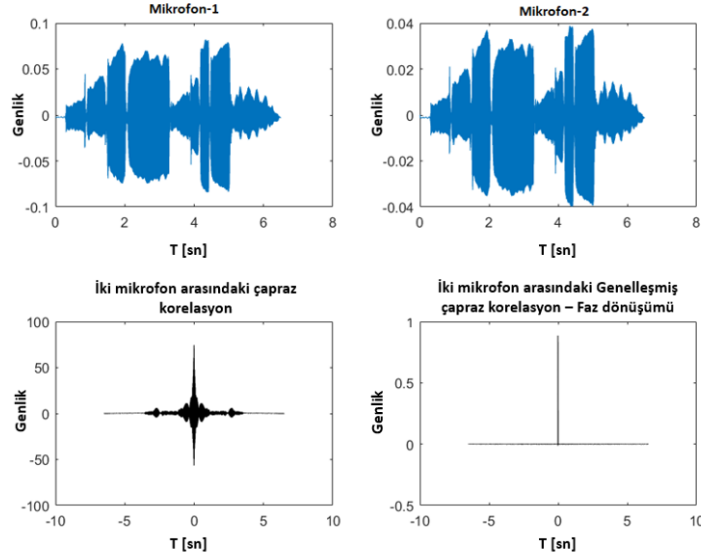 Mikrofon-1
0.1
0.05
0
-0.05
-0.1
Genlik
0
2
4
6
8
T [sn]
Mikrofon-2
0.04
0.02
0
-0.02
-0.04
Genlik
0
2
4
6
8
T [sn]
İki mikrofon arasındaki çapraz
korelasyon
100
50
0
-50
-100
Genlik
-10
-5
0
5
10
T [sn]
İki mikrofon arasındaki Genelleşmiş
çapraz korelasyon – Faz dönüşümü
1
0.5
0
-0.5
Genlik
-10
-5
0
5
10
T [sn]